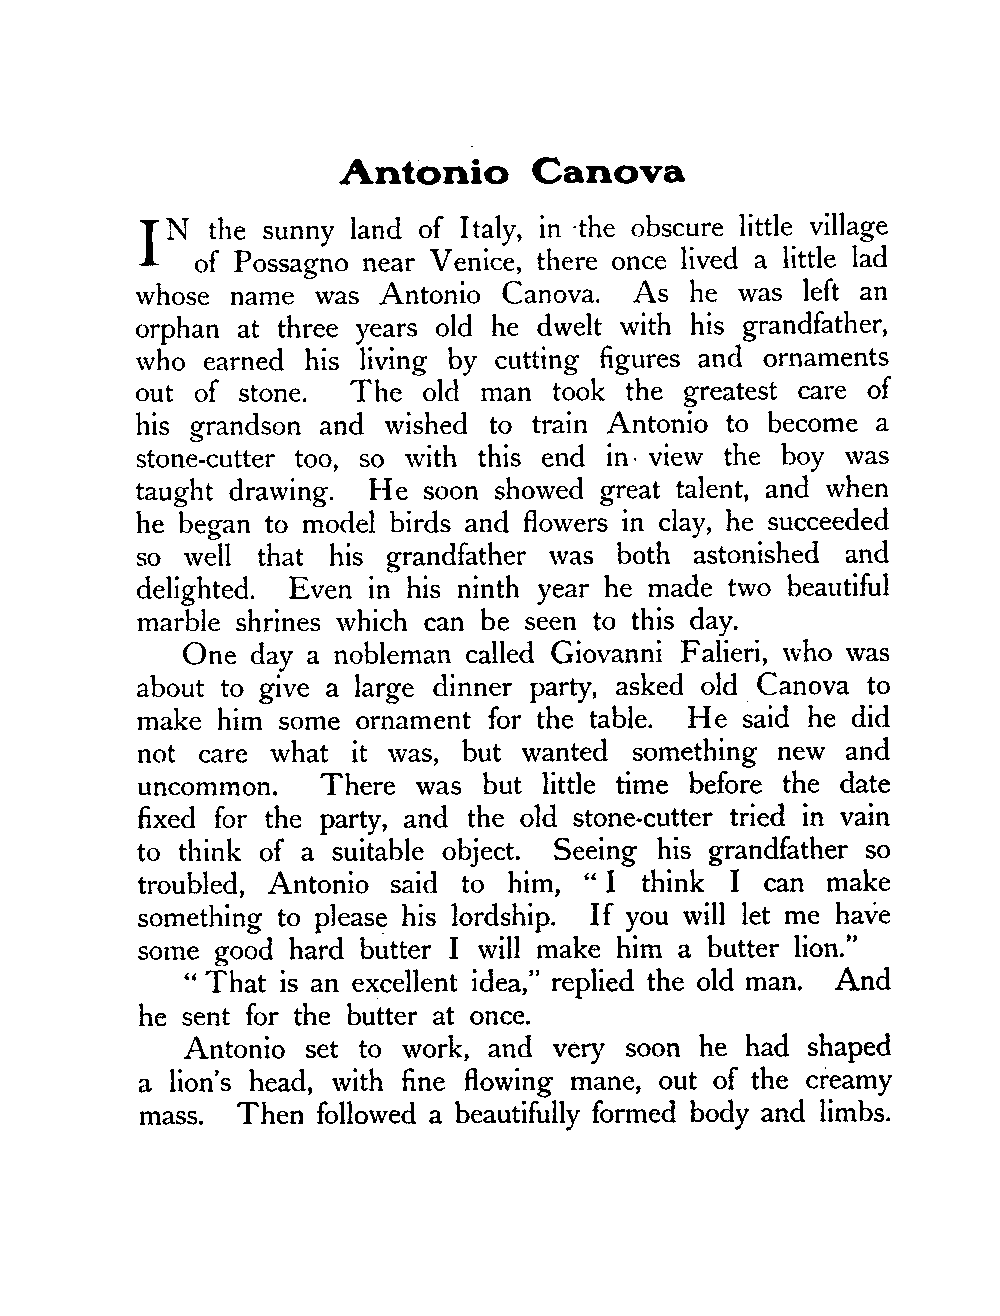 Antonio Canova
IN the sunny land of Italy, in the obscure little village
of Possagno near Venice, there once lived a little lad
whose name was Antonio Canova. As he was left an
orphan at three years old he dwelt with his grandfather,
who earned his living by cutting figures and ornaments
out of stone. The old man took the greatest care of
his grandson and wished to train Antonio to become a
stone-cutter too, so with this end in view the boy was
taught drawing. He soon showed great talent, and when
he began to model birds and flowers in clay, he succeeded
so well that his grandfather was both astonished and
delighted. Even in his ninth year he made two beautiful
marble shrines which can be seen to this day.
One day a nobleman called Giovanni Falieri, who was
about to give a large dinner party, asked old Canova to
make him some ornament for the table. He said he did
not care what it was, but wanted something new and
uncommon. There was but little time before the date
fixed for the party, and the old stone-cutter tried in vain
to think of a suitable object. Seeing his grandfather so
troubled, Antonio said to him, “I think I can make
something to please his lordship. If you will let me have
some good hard butter I will make him a butter lion.”
“That is an excellent idea,” replied the old man. And
he sent for the butter at once.
Antonio set to work, and very soon he had shaped
a lion's head, with fine flowing mane, out of the creamy
mass. Then followed a beautifully formed body and limbs.